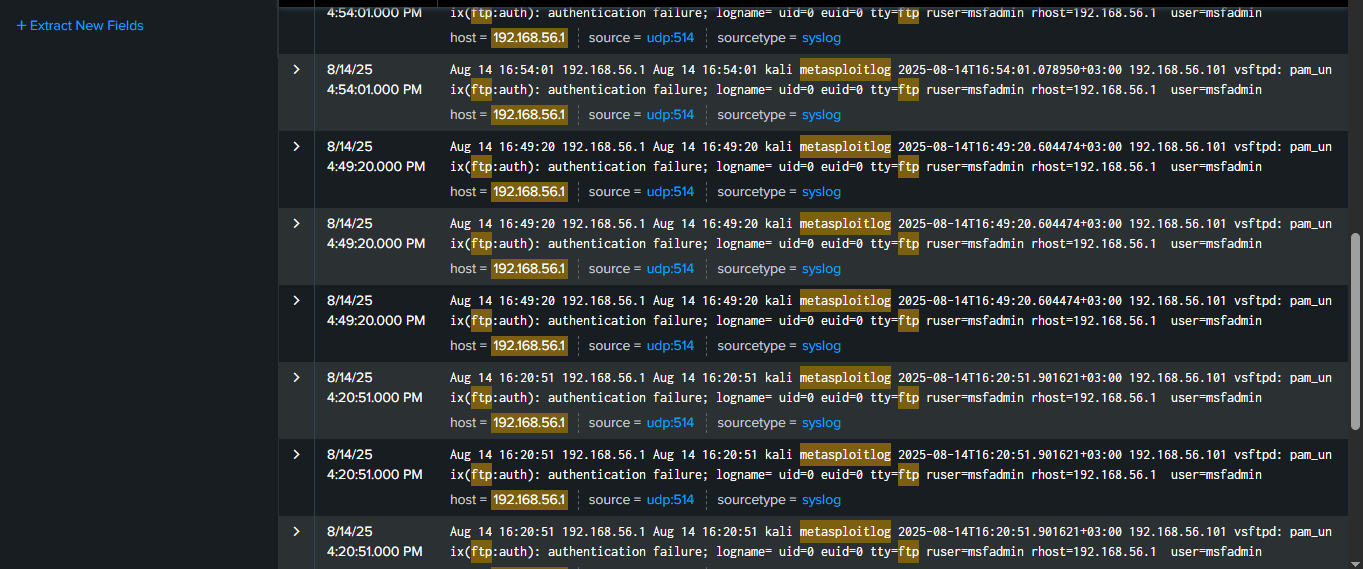 + Extract New Fields
4:54:01.000 PM
ix(ftp:auth): authentication failure; logname= uid=0 euid=0 tty=ftp ruser=msfadmin rhost=192.168.56.1  user=msfadmin
host = 192.168.56.1 source = udp:514 sourcetype = syslog
8/14/25
4:54:01.000 PM
Aug 14 16:54:01 192.168.56.1 Aug 14 16:54:01 kali metasploitlog 2025-08-14T16:54:01.078950+03:00 192.168.56.101 vsftpd: pam_un
ix(ftp:auth): authentication failure; logname= uid=0 euid=0 tty=ftp ruser=msfadmin rhost=192.168.56.1  user=msfadmin
host = 192.168.56.1 source = udp:514 sourcetype = syslog
8/14/25
4:49:20.000 PM
Aug 14 16:49:20 192.168.56.1 Aug 14 16:49:20 kali metasploitlog 2025-08-14T16:49:20.604474+03:00 192.168.56.101 vsftpd: pam_un
ix(ftp:auth): authentication failure; logname= uid=0 euid=0 tty=ftp ruser=msfadmin rhost=192.168.56.1  user=msfadmin
host = 192.168.56.1 source = udp:514 sourcetype = syslog
8/14/25
4:49:20.000 PM
Aug 14 16:49:20 192.168.56.1 Aug 14 16:49:20 kali metasploitlog 2025-08-14T16:49:20.604474+03:00 192.168.56.101 vsftpd: pam_un
ix(ftp:auth): authentication failure; logname= uid=0 euid=0 tty=ftp ruser=msfadmin rhost=192.168.56.1  user=msfadmin
host = 192.168.56.1 source = udp:514 sourcetype = syslog
8/14/25
4:49:20.000 PM
Aug 14 16:49:20 192.168.56.1 Aug 14 16:49:20 kali metasploitlog 2025-08-14T16:49:20.604474+03:00 192.168.56.101 vsftpd: pam_un
ix(ftp:auth): authentication failure; logname= uid=0 euid=0 tty=ftp ruser=msfadmin rhost=192.168.56.1  user=msfadmin
host = 192.168.56.1 source = udp:514 sourcetype = syslog
8/14/25
4:20:51.000 PM
Aug 14 16:20:51 192.168.56.1 Aug 14 16:20:51 kali metasploitlog 2025-08-14T16:20:51.901621+03:00 192.168.56.101 vsftpd: pam_un
ix(ftp:auth): authentication failure; logname= uid=0 euid=0 tty=ftp ruser=msfadmin rhost=192.168.56.1  user=msfadmin
host = 192.168.56.1 source = udp:514 sourcetype = syslog
8/14/25
4:20:51.000 PM
Aug 14 16:20:51 192.168.56.1 Aug 14 16:20:51 kali metasploitlog 2025-08-14T16:20:51.901621+03:00 192.168.56.101 vsftpd: pam_un
ix(ftp:auth): authentication failure; logname= uid=0 euid=0 tty=ftp ruser=msfadmin rhost=192.168.56.1  user=msfadmin
host = 192.168.56.1 source = udp:514 sourcetype = syslog
8/14/25
4:20:51.000 PM
Aug 14 16:20:51 192.168.56.1 Aug 14 16:20:51 kali metasploitlog 2025-08-14T16:20:51.901621+03:00 192.168.56.101 vsftpd: pam_un
ix(ftp:auth): authentication failure; logname= uid=0 euid=0 tty=ftp ruser=msfadmin rhost=192.168.56.1  user=msfadmin